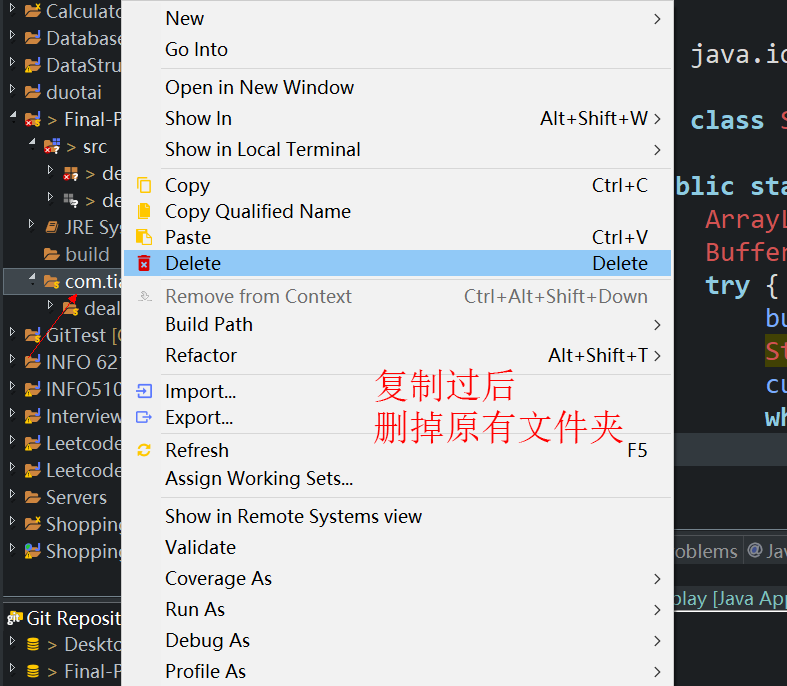 Calculato
Database
DataStru
duotai
> Final-P
> src
> de
> de
JRE Sys
build
com.tia
deal
GitTest [
INFO 62
INFO510
Interview
Leetcode
Leetcode
Servers
Shopping
Shopping
Git Reposit
> Deskto
> Final-P
New
Go Into
Open in New Window
Show In Alt+Shift+W
Show in Local Terminal
Copy Ctrl+C
Copy Qualified Name
Paste Ctrl+V
Delete Delete
Remove from Context Ctrl+Alt+Shift+Down
Build Path
Refactor Alt+Shift+T
Import...
Export...
复制过后
删掉原有文件夹
Refresh F5
Assign Working Sets...
Show in Remote Systems view
Validate
Coverage As
Run As
Debug As
Profile As
java.io
class S
blic sta
ArrayL
Buffer
try {
bu
St
cu
wh
oblems @ Jav
play [Java App